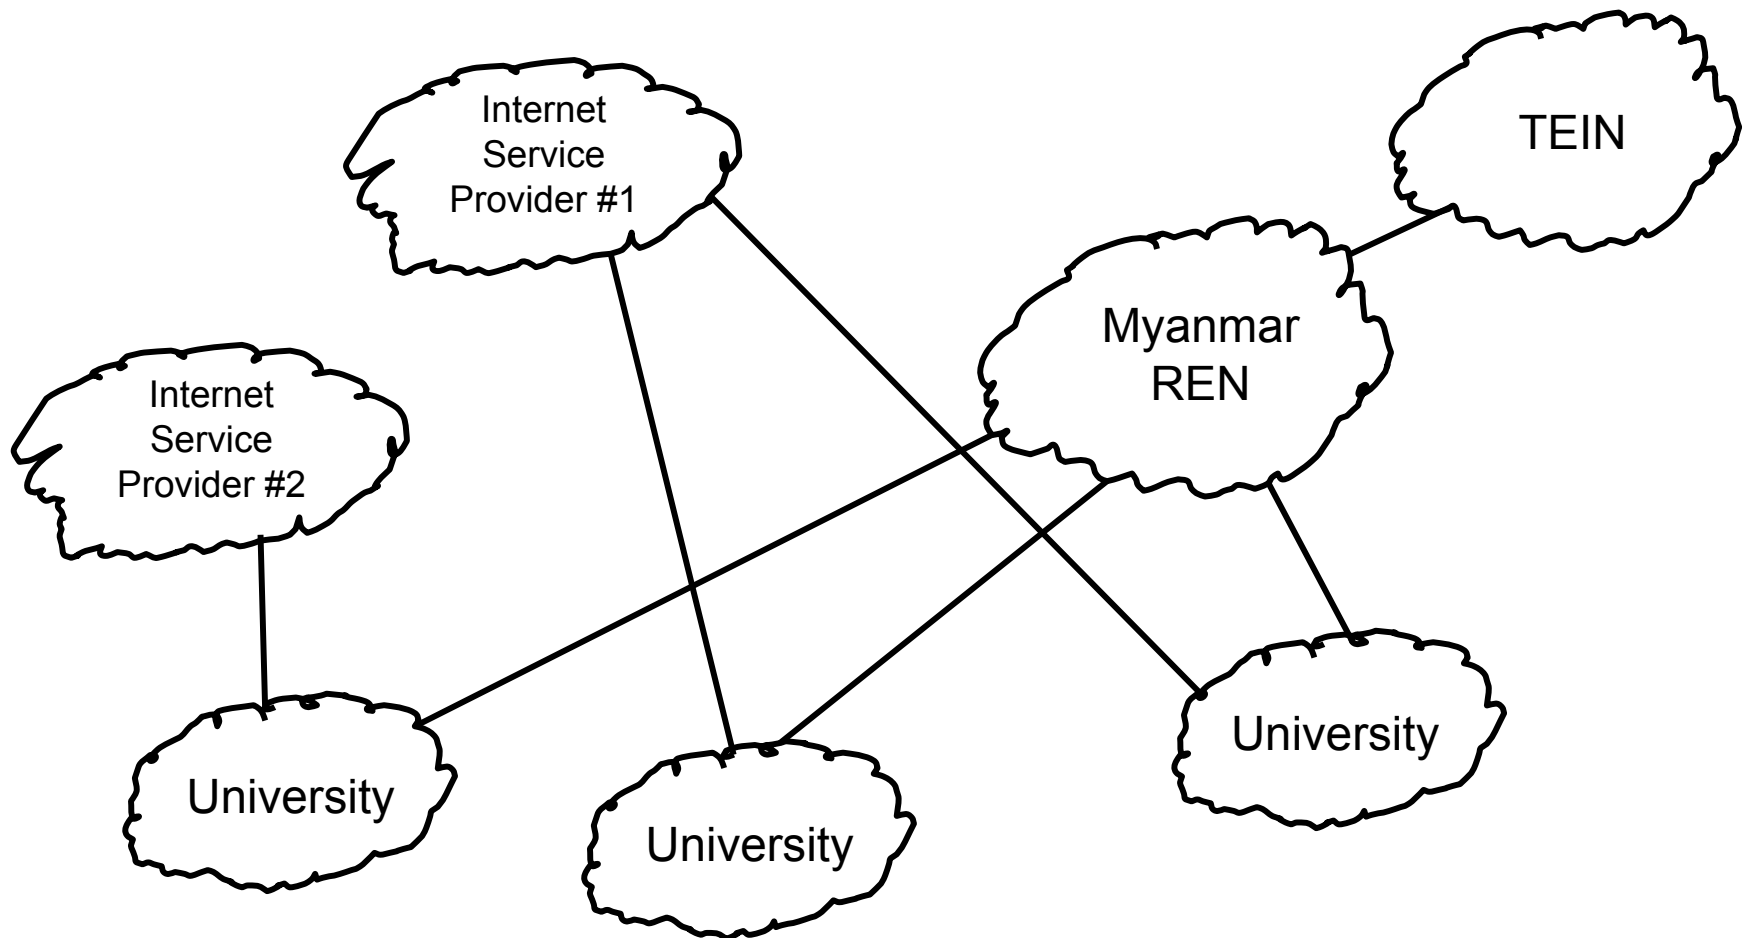 Internet
Service
Provider #1
TEIN
Myanmar
REN
Internet
Service
Provider #2
University
University
University